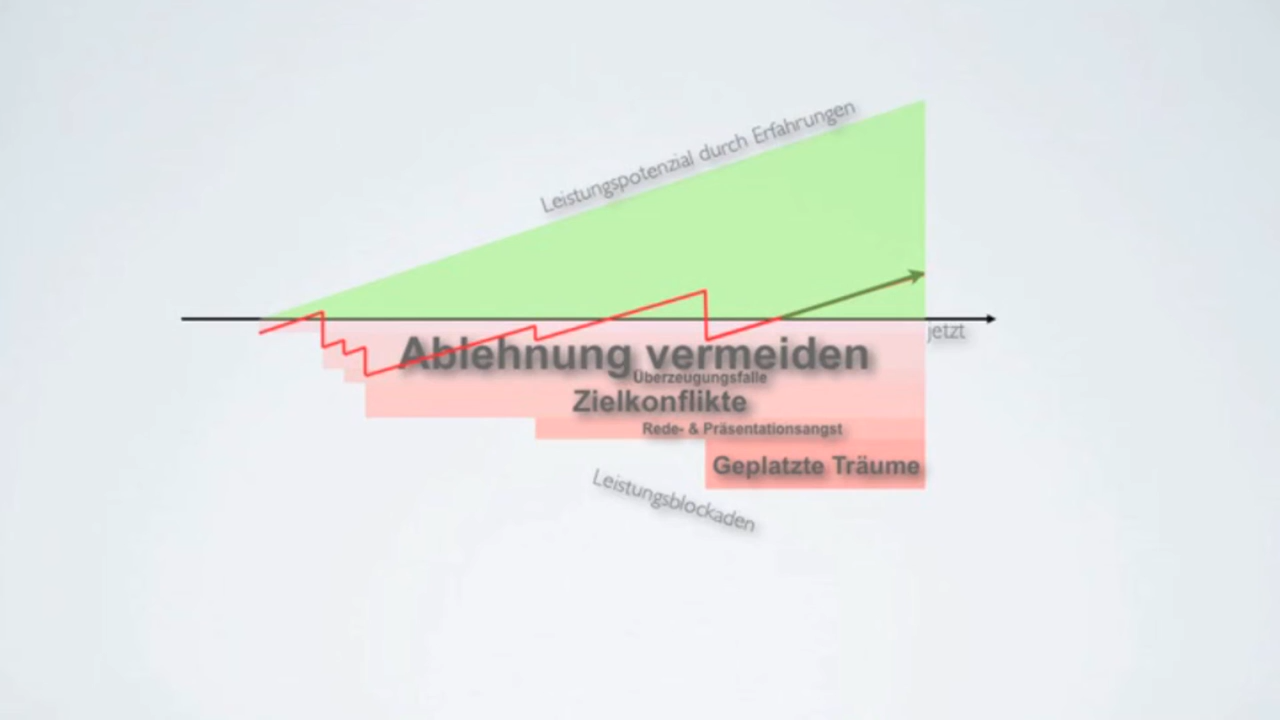 Leistungspotenzial durch Erfahrungen
jetzt
Ablehnung vermeiden
Überzeugungsfalle
Zielkonflikte
Rede- & Präsentationsangst
Geplatzte Träume
Leistungsblockaden